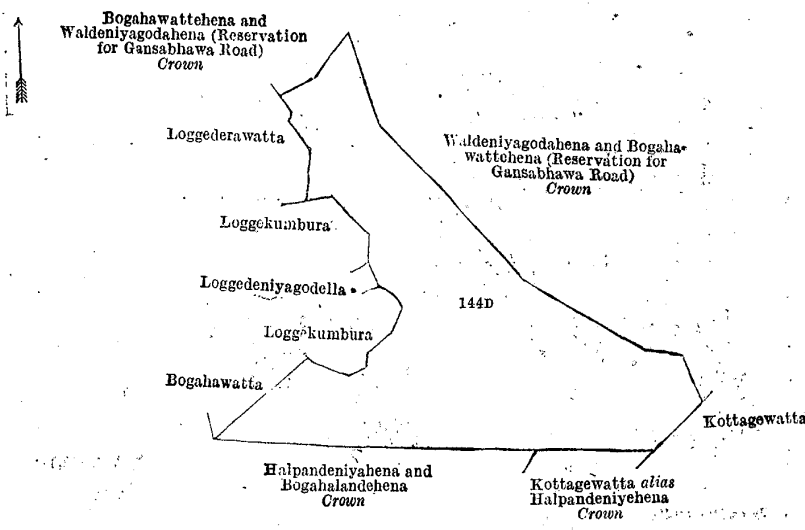 Bogahawattehena and
Waldeniyagodahena (Reservation
for Gansabhawa Road)
Crown
Loggederawatta
Waldeniyagodahena and Bogaha-
wattehena (Reservation for
Gansabhawa Road)
Crown
Loggekumbura
Loggedeniyagodella
144D
Loggekumbura
Bogahawatta
Kottagewatta
Halpandeniyahena and
Bogahalandehena
Crown
Kottagewatta alias
Halpandeniyehena
Crown